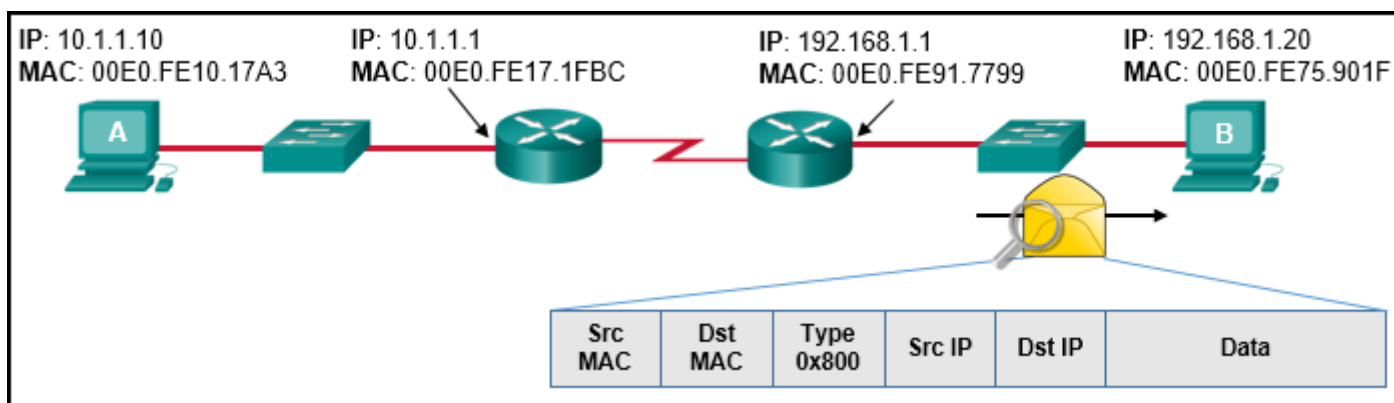 IP: 10.1.1.10
MAC: 00E0.FE10.17A3
IP: 10.1.1.1
MAC: 00E0.FE17.1FBC
IP: 192.168.1.1
MAC: 00E0.FE91.7799
IP: 192.168.1.20
MAC: 00E0.FE75.901F
A
B
Src
MAC
Dst
MAC
Type
0x800
Src IP
Dst IP
Data